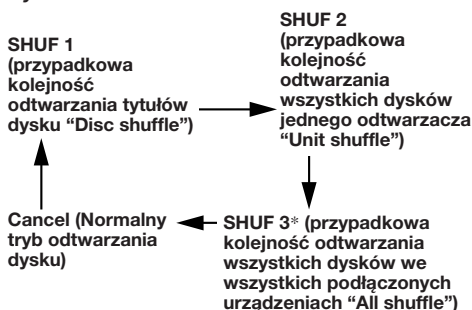 SHUF 1
(przypadkowa
kolejność
odtwarzania tytułów
dysku “Disc shuffle”)
SHUF 2
(przypadkowa
kolejność
odtwarzania
wszystkich dysków
jednego odtwarzacza
“Unit shuffle”)
SHUF 3* (przypadkowa
kolejność odtwarzania
wszystkich dysków we
wszystkich podłączonych
urządzeniach “All shuffle”)
Cancel (Normalny
tryb odtwarzania
dysku)